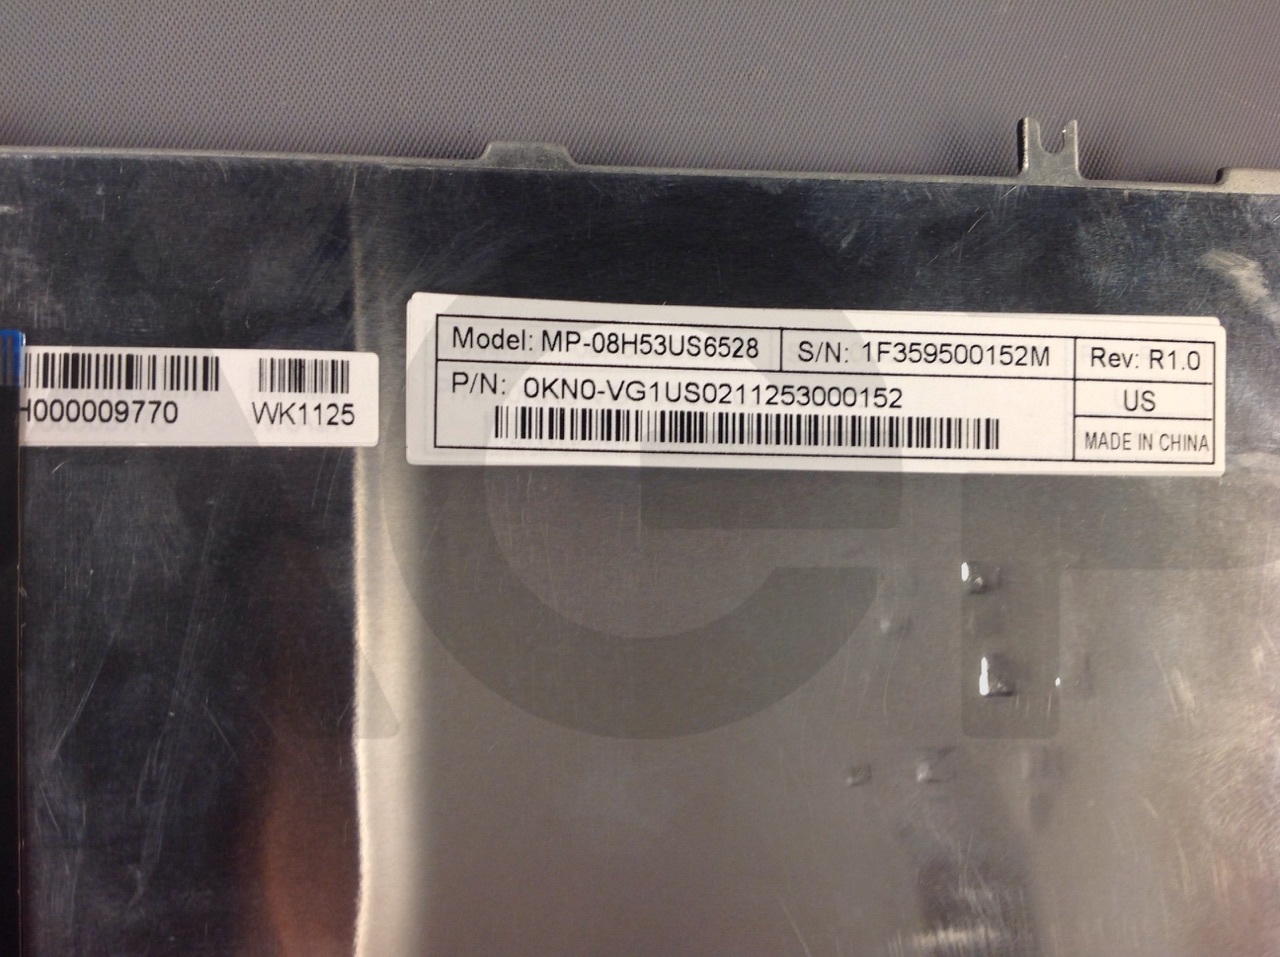 H000009770 WK1125
Model: MP-08H53US6528 S/N: 1F359500152M Rev: R1.0
P/N: 0KN0-VG1US0211253000152 US
MADE IN CHINA